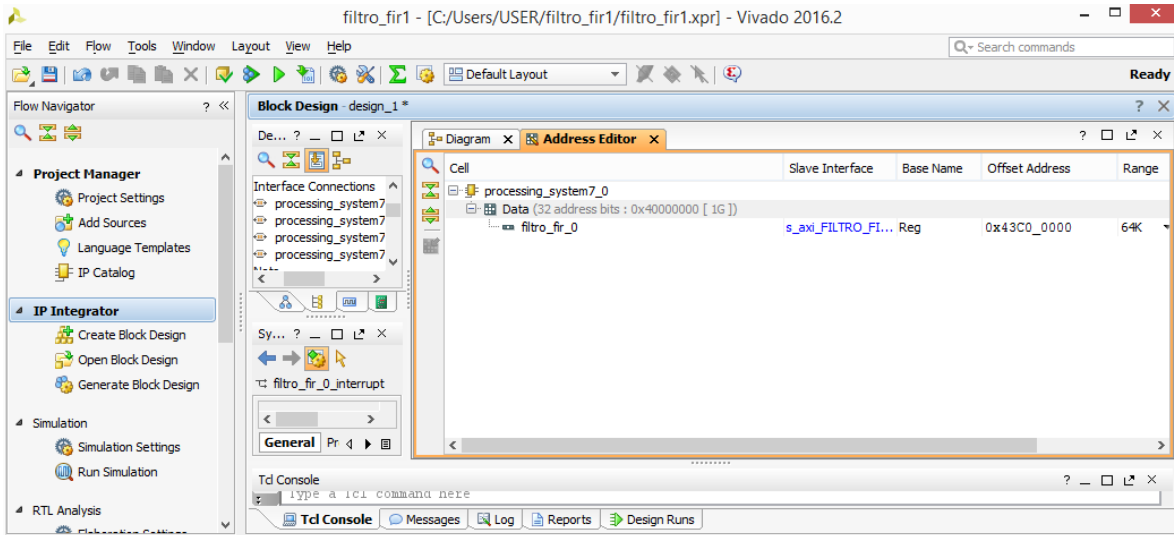 filtro_fir1 - [C:/Users/USER/filtro_fir1/filtro_fir1.xpr] - Vivado 2016.2
File Edit Flow Tools Window Layout View Help
Search commands
Default Layout
Ready
Flow Navigator
Block Design - design_1 *
Project Manager
Project Settings
Add Sources
Language Templates
IP Catalog
IP Integrator
Create Block Design
Open Block Design
Generate Block Design
Simulation
Simulation Settings
Run Simulation
RTL Analysis
De...
Interface Connections
processing_system7
processing_system7
processing_system7
processing_system7
Sy...
filtro_fir_0_interrupt
General Pr
Diagram Address Editor
Cell Slave Interface Base Name Offset Address Range
processing_system7_0
Data (32 address bits : 0x40000000 [ 1G ])
filtro_fir_0 s_axi_FILTRO_FI... Reg 0x43C0_0000 64K
Tcl Console
Type a Tcl command here
Tcl Console Messages Log Reports Design Runs